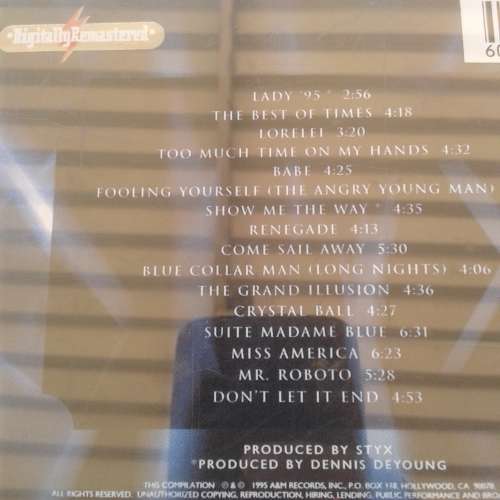 Digitally Remastered
LADY '95 * 2:56
THE BEST OF TIMES 4:18
LORELEI 3:20
TOO MUCH TIME ON MY HANDS 4:32
BABE 4:25
FOOLING YOURSELF (THE ANGRY YOUNG MAN)
SHOW ME THE WAY * 4:35
RENEGADE 4:13
COME SAIL AWAY 5:30
BLUE COLLAR MAN (LONG NIGHTS) 4:06
THE GRAND ILLUSION 4:36
CRYSTAL BALL 4:27
SUITE MADAME BLUE 6:31
MISS AMERICA 6:23
MR. ROBOTO 5:28
DON'T LET IT END 4:53
PRODUCED BY STYX
*PRODUCED BY DENNIS DEYOUNG
THIS COMPILATION ℗ & © 1995 A&M RECORDS, INC., P.O. BOX 118, HOLLYWOOD, CA 90078.
ALL RIGHTS RESERVED. UNAUTHORIZED COPYING, REPRODUCTION, HIRING, LENDING, PUBLIC PERFORMANCE AND